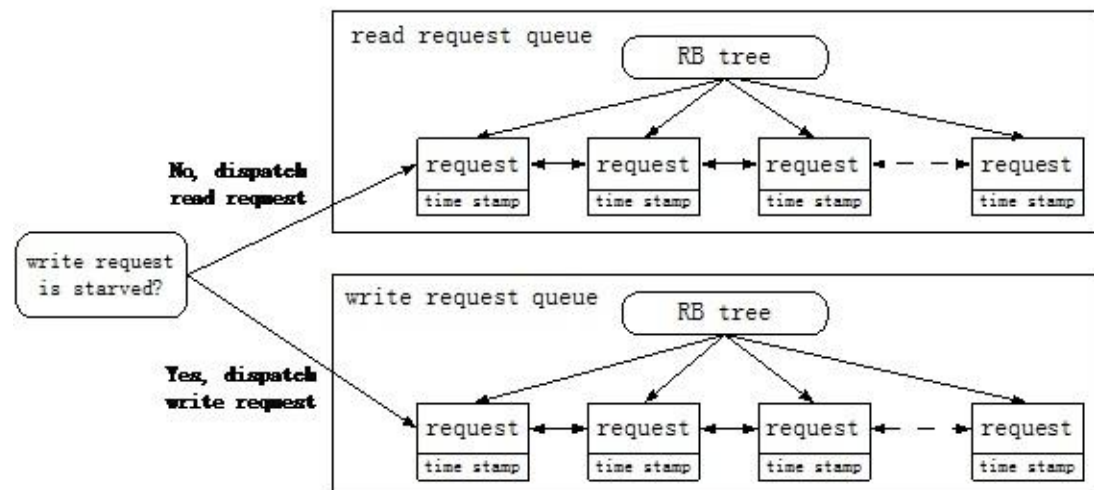 read request queue
RB tree
request request request request
time stamp time stamp time stamp time stamp
No, dispatch
read request
write request
is starved?
write request queue
RB tree
Yes, dispatch
write request
request request request request
time stamp time stamp time stamp time stamp